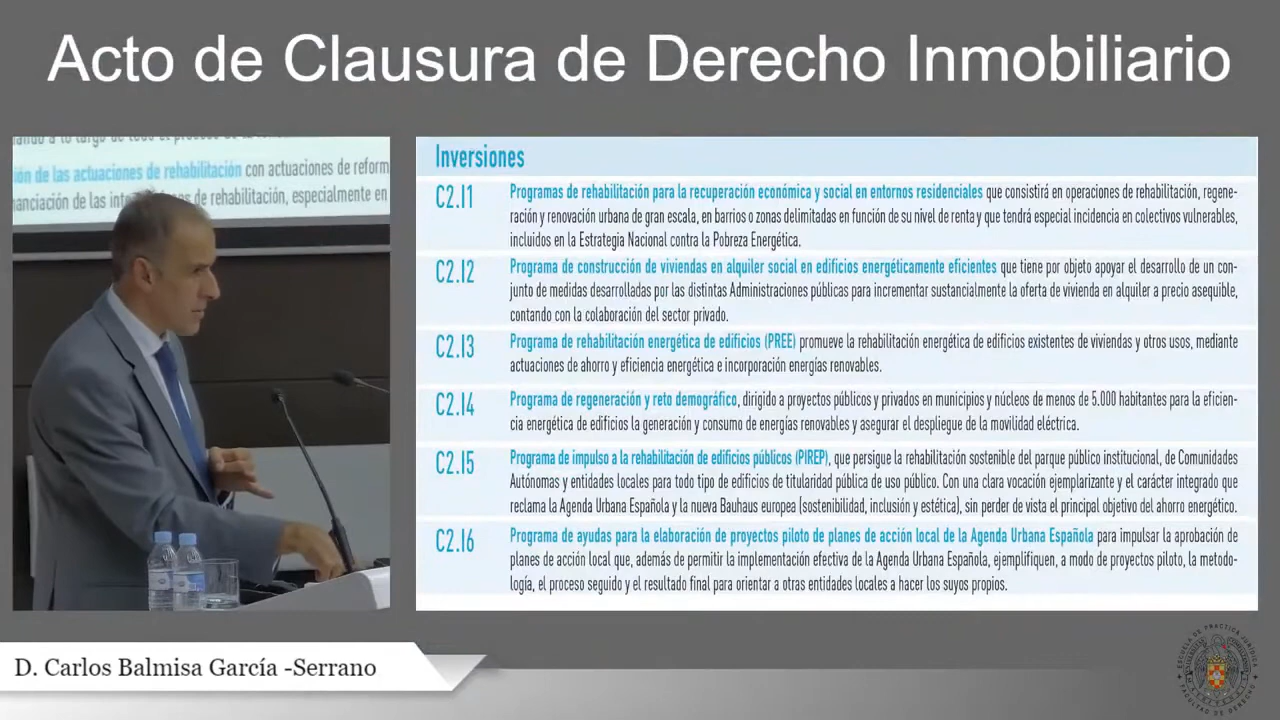 Acto de Clausura de Derecho Inmobiliario
ón de las actuaciones de rehabilitación con actuaciones de reform
anciación de las int es de rehabilitación, especialmente en
Inversiones
C2.I1
Programas de rehabilitación para la recuperación económica y social en entornos residenciales que consistirá en operaciones de rehabilitación, regene-
ración y renovación urbana de gran escala, en barrios o zonas delimitadas en función de su nivel de renta y que tendrá especial incidencia en colectivos vulnerables,
incluidos en la Estrategia Nacional contra la Pobreza Energética.
C2.I2
Programa de construcción de viviendas en alquiler social en edificios energéticamente eficientes que tiene por objeto apoyar el desarrollo de un con-
junto de medidas desarrolladas por las distintas Administraciones públicas para incrementar sustancialmente la oferta de vivienda en alquiler a precio asequible,
contando con la colaboración del sector privado.
C2.I3
Programa de rehabilitación energética de edificios (PREE) promueve la rehabilitación energética de edificios existentes de viviendas y otros usos, mediante
actuaciones de ahorro y eficiencia energética e incorporación energías renovables.
C2.I4
Programa de regeneración y reto demográfico, dirigido a proyectos públicos y privados en municipios y núcleos de menos de 5.000 habitantes para la eficien-
cia energética de edificios la generación y consumo de energías renovables y asegurar el despliegue de la movilidad eléctrica.
C2.I5
Programa de impulso a la rehabilitación de edificios públicos (PIREP), que persigue la rehabilitación sostenible del parque público institucional, de Comunidades
Autónomas y entidades locales para todo tipo de edificios de titularidad pública de uso público. Con una clara vocación ejemplarizante y el carácter integrado que
reclama la Agenda Urbana Española y la nueva Bauhaus europea (sostenibilidad, inclusión y estética), sin perder de vista el principal objetivo del ahorro energético.
C2.I6
Programa de ayudas para la elaboración de proyectos piloto de planes de acción local de la Agenda Urbana Española para impulsar la aprobación de
planes de acción local que, además de permitir la implementación efectiva de la Agenda Urbana Española, ejemplifiquen, a modo de proyectos piloto, la metodo-
logía, el proceso seguido y el resultado final para orientar a otras entidades locales a hacer los suyos propios.
D. Carlos Balmisa García -Serrano
ESCUELA DE PRACTICA JURIDICA
FACULTAD DE DERECHO